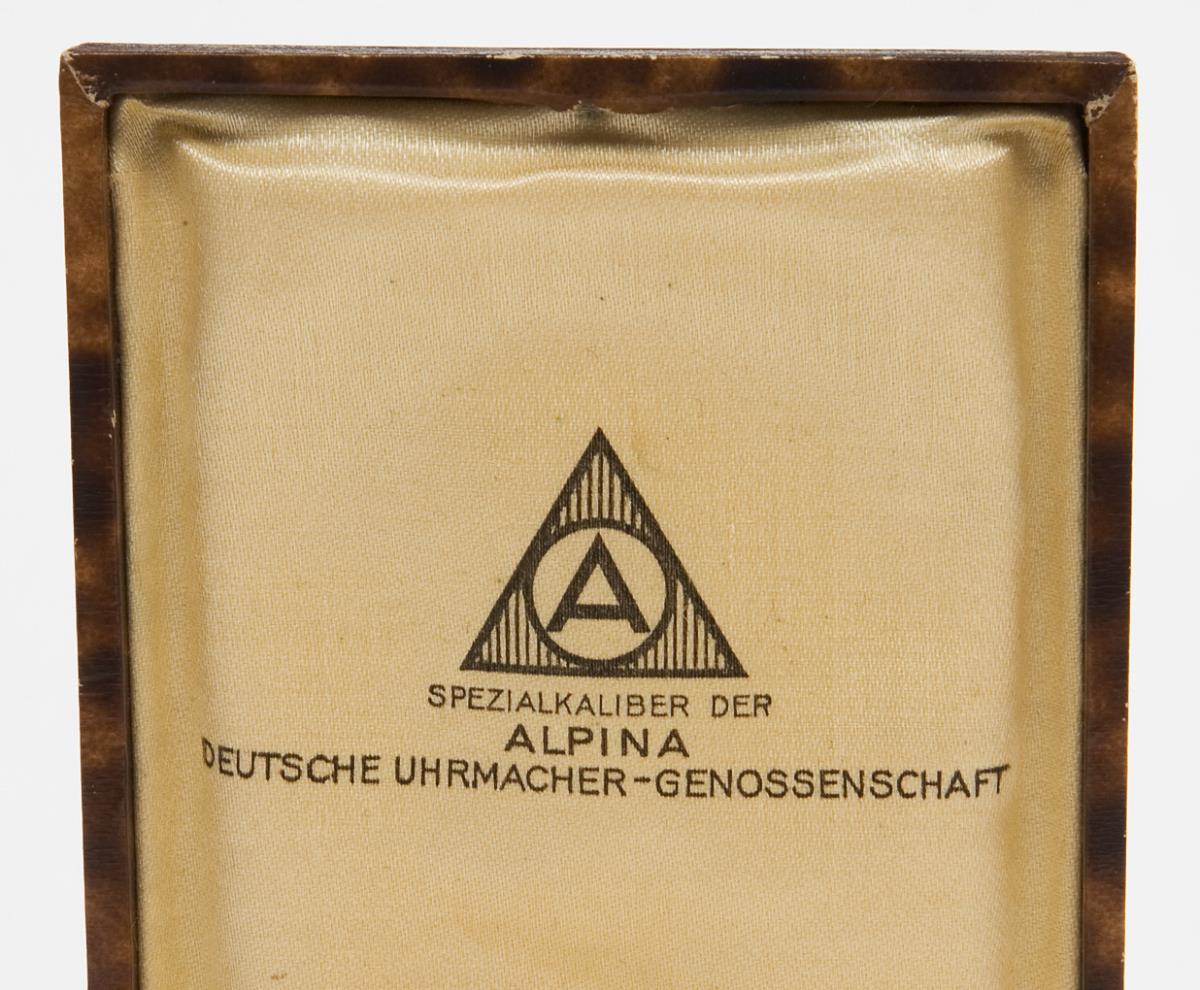 A
SPEZIALKALIBER DER
ALPINA
DEUTSCHE UHRMACHER-GENOSSENSCHAFT